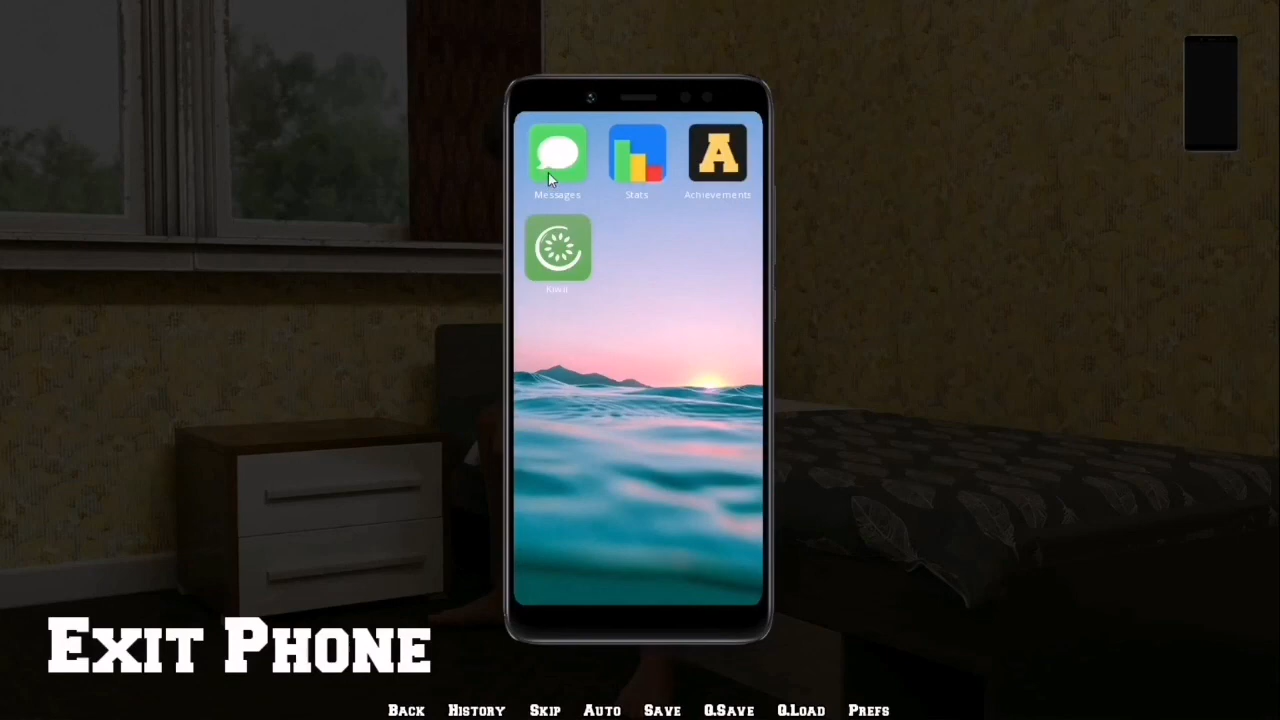 A
Messages Stats Achievements
Kiwii
Exit Phone
Back History Skip Auto Save Q.Save Q.Load Prefs